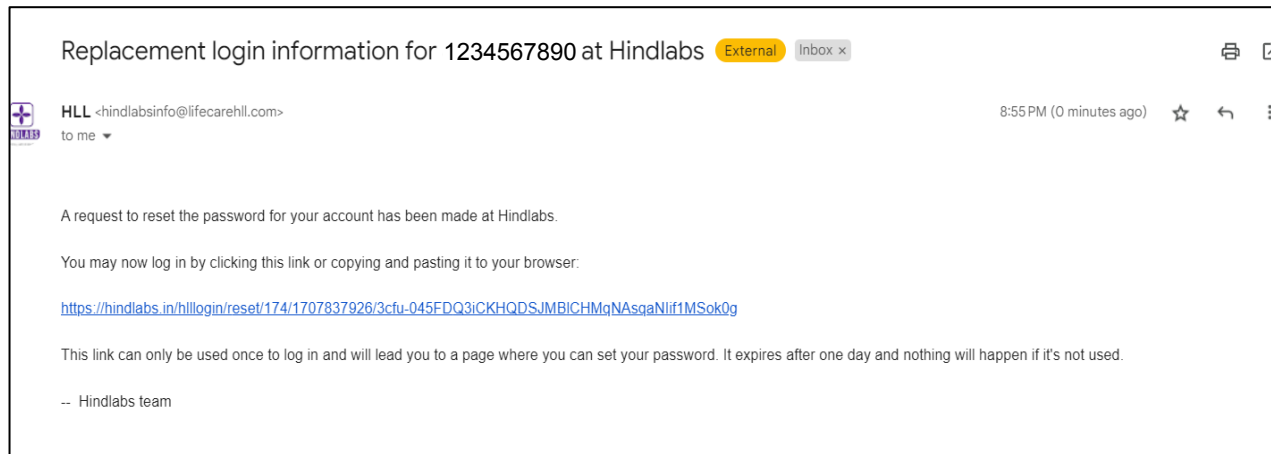 Replacement login information for 1234567890 at Hindlabs External Inbox ×
HLL <hindlabsinfo@lifecarehll.com> 8:55 PM (0 minutes ago)
to me
A request to reset the password for your account has been made at Hindlabs.
You may now log in by clicking this link or copying and pasting it to your browser:
https://hindlabs.in/hlllogin/reset/174/1707837926/3cfu-045FDQ3iCKHQDSJMBlCHMqNAsqaNlif1MSok0g
This link can only be used once to log in and will lead you to a page where you can set your password. It expires after one day and nothing will happen if it's not used.
-- Hindlabs team